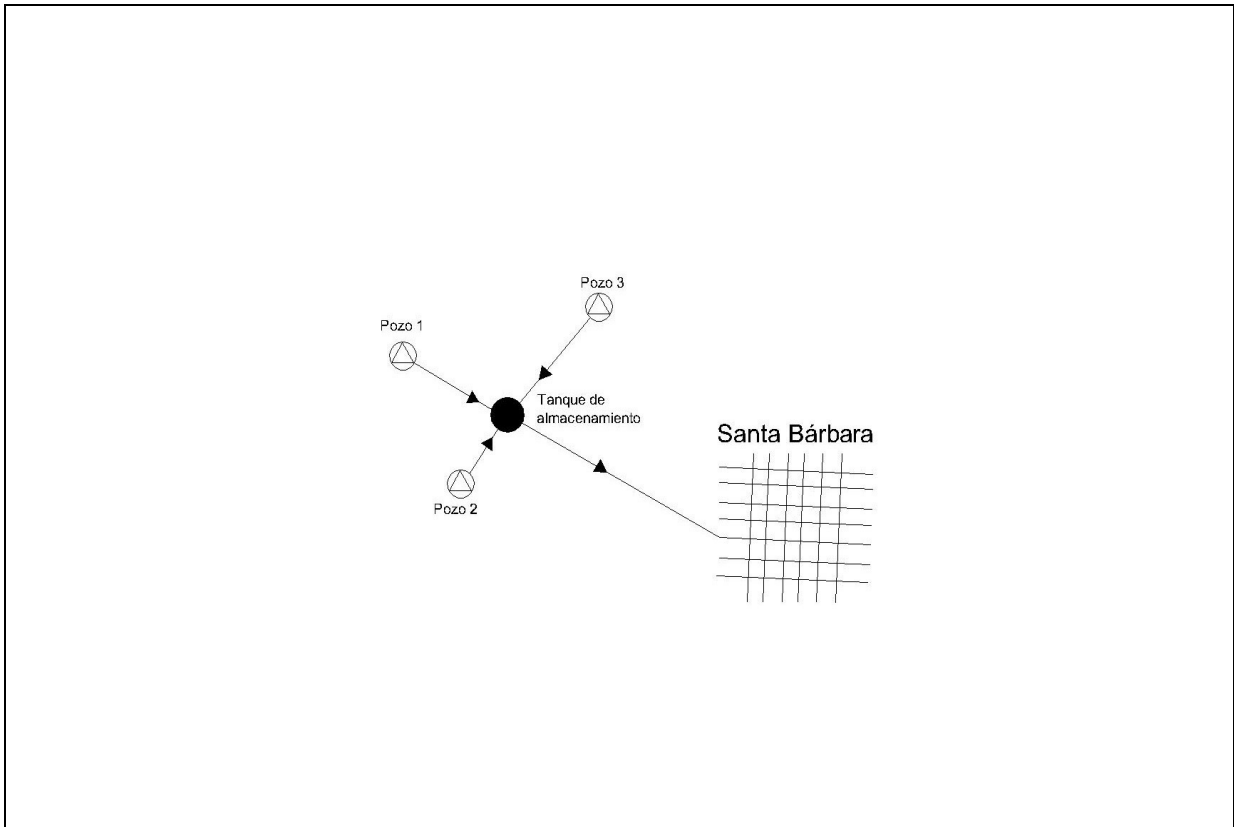 Pozo 3
Pozo 1
Tanque de
almacenamiento
Santa Bárbara
Pozo 2